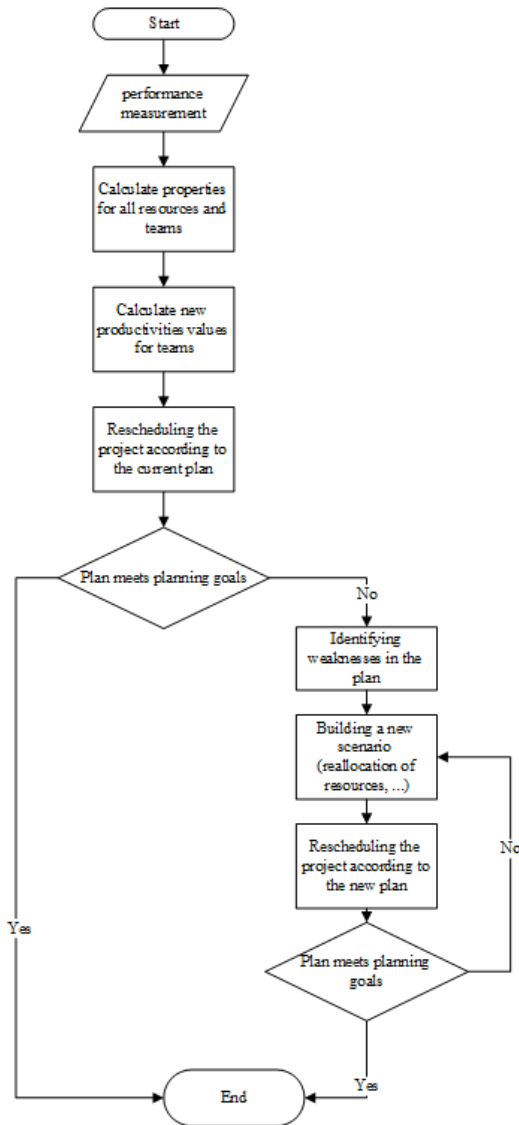 Start
performance
measurement
Calculate properties
for all resources and
teams
Calculate new
productivities values
for teams
Rescheduling the
project according to
the current plan
Plan meets planning goals
No
Identifying
weaknesses in the
plan
Building a new
scenario
(reallocation of
resources, ...)
Rescheduling the
project according to
the new plan
No
Plan meets planning
goals
Yes
Yes
End